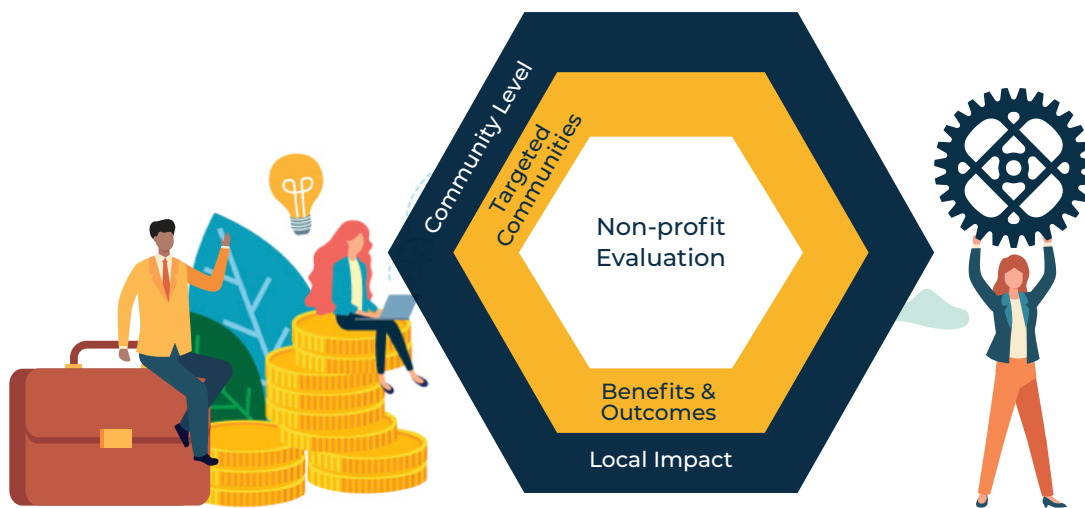 Community Level
Targeted
Communities
Non-profit
Evaluation
Benefits &
Outcomes
Local Impact